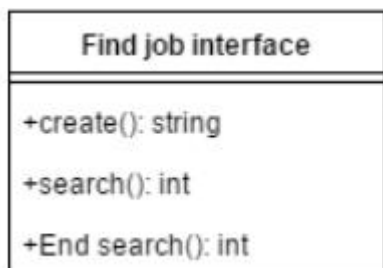 Find job interface
+create(): string
+search(): int
+End search(): int